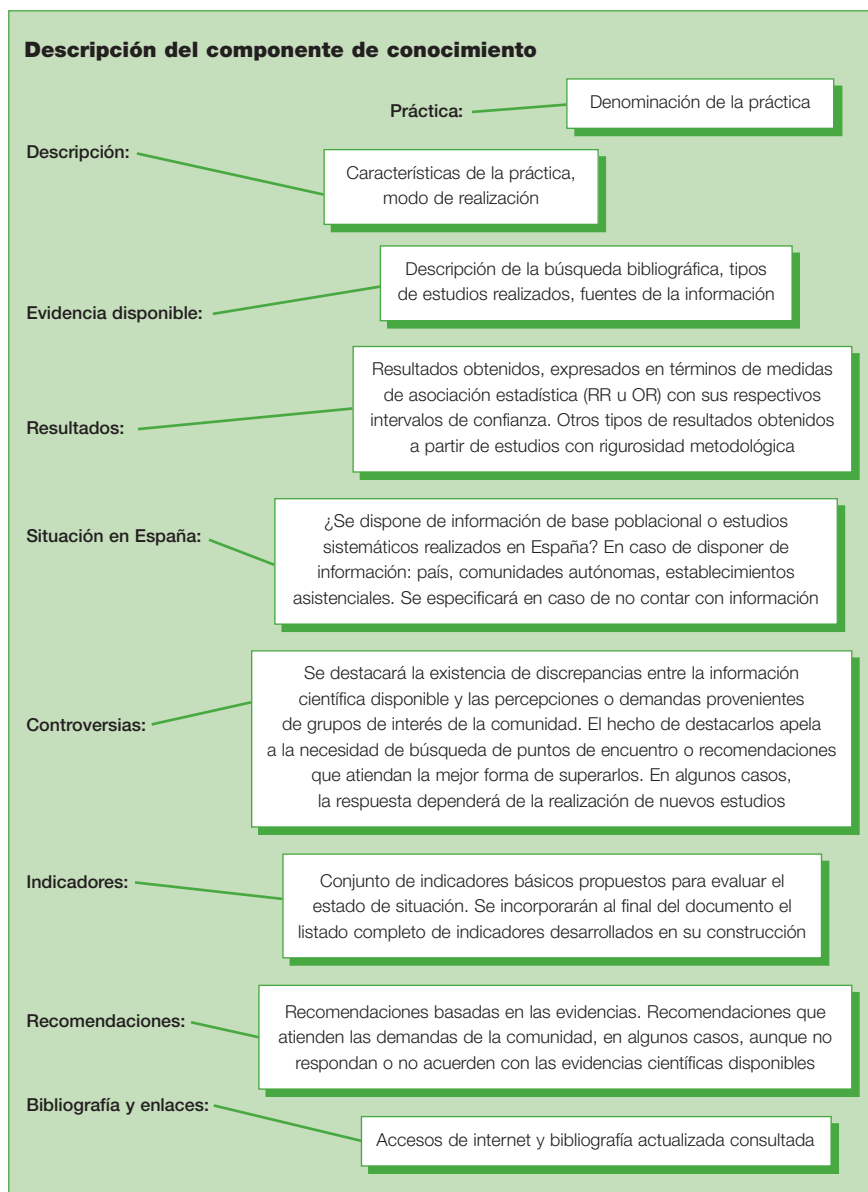 Descripción del componente de conocimiento
Práctica:
Denominación de la práctica
Descripción:
Características de la práctica,
modo de realización
Evidencia disponible:
Descripción de la búsqueda bibliográfica, tipos
de estudios realizados, fuentes de la información
Resultados:
Resultados obtenidos, expresados en términos de medidas
de asociación estadística (RR u OR) con sus respectivos
intervalos de confianza. Otros tipos de resultados obtenidos
a partir de estudios con rigurosidad metodológica
Situación en España:
¿Se dispone de información de base poblacional o estudios
sistemáticos realizados en España? En caso de disponer de
información: país, comunidades autónomas, establecimientos
asistenciales. Se especificará en caso de no contar con información
Controversias:
Se destacará la existencia de discrepancias entre la información
científica disponible y las percepciones o demandas provenientes
de grupos de interés de la comunidad. El hecho de destacarlos apela
a la necesidad de búsqueda de puntos de encuentro o recomendaciones
que atiendan la mejor forma de superarlos. En algunos casos,
la respuesta dependerá de la realización de nuevos estudios
Indicadores:
Conjunto de indicadores básicos propuestos para evaluar el
estado de situación. Se incorporarán al final del documento el
listado completo de indicadores desarrollados en su construcción
Recomendaciones:
Recomendaciones basadas en las evidencias. Recomendaciones que
atienden las demandas de la comunidad, en algunos casos, aunque no
respondan o no acuerden con las evidencias científicas disponibles
Bibliografía y enlaces:
Accesos de internet y bibliografía actualizada consultada